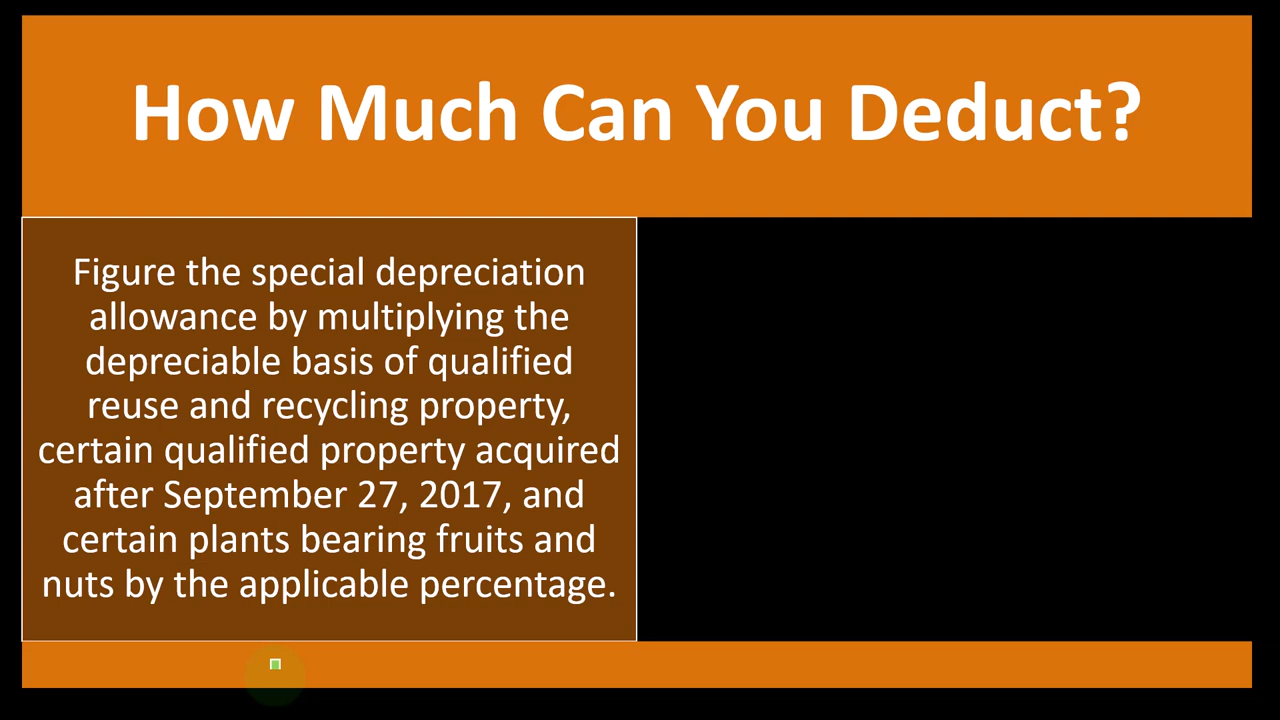 How Much Can You Deduct?
Figure the special depreciation
allowance by multiplying the
depreciable basis of qualified
reuse and recycling property,
certain qualified property acquired
after September 27, 2017, and
certain plants bearing fruits and
nuts by the applicable percentage.